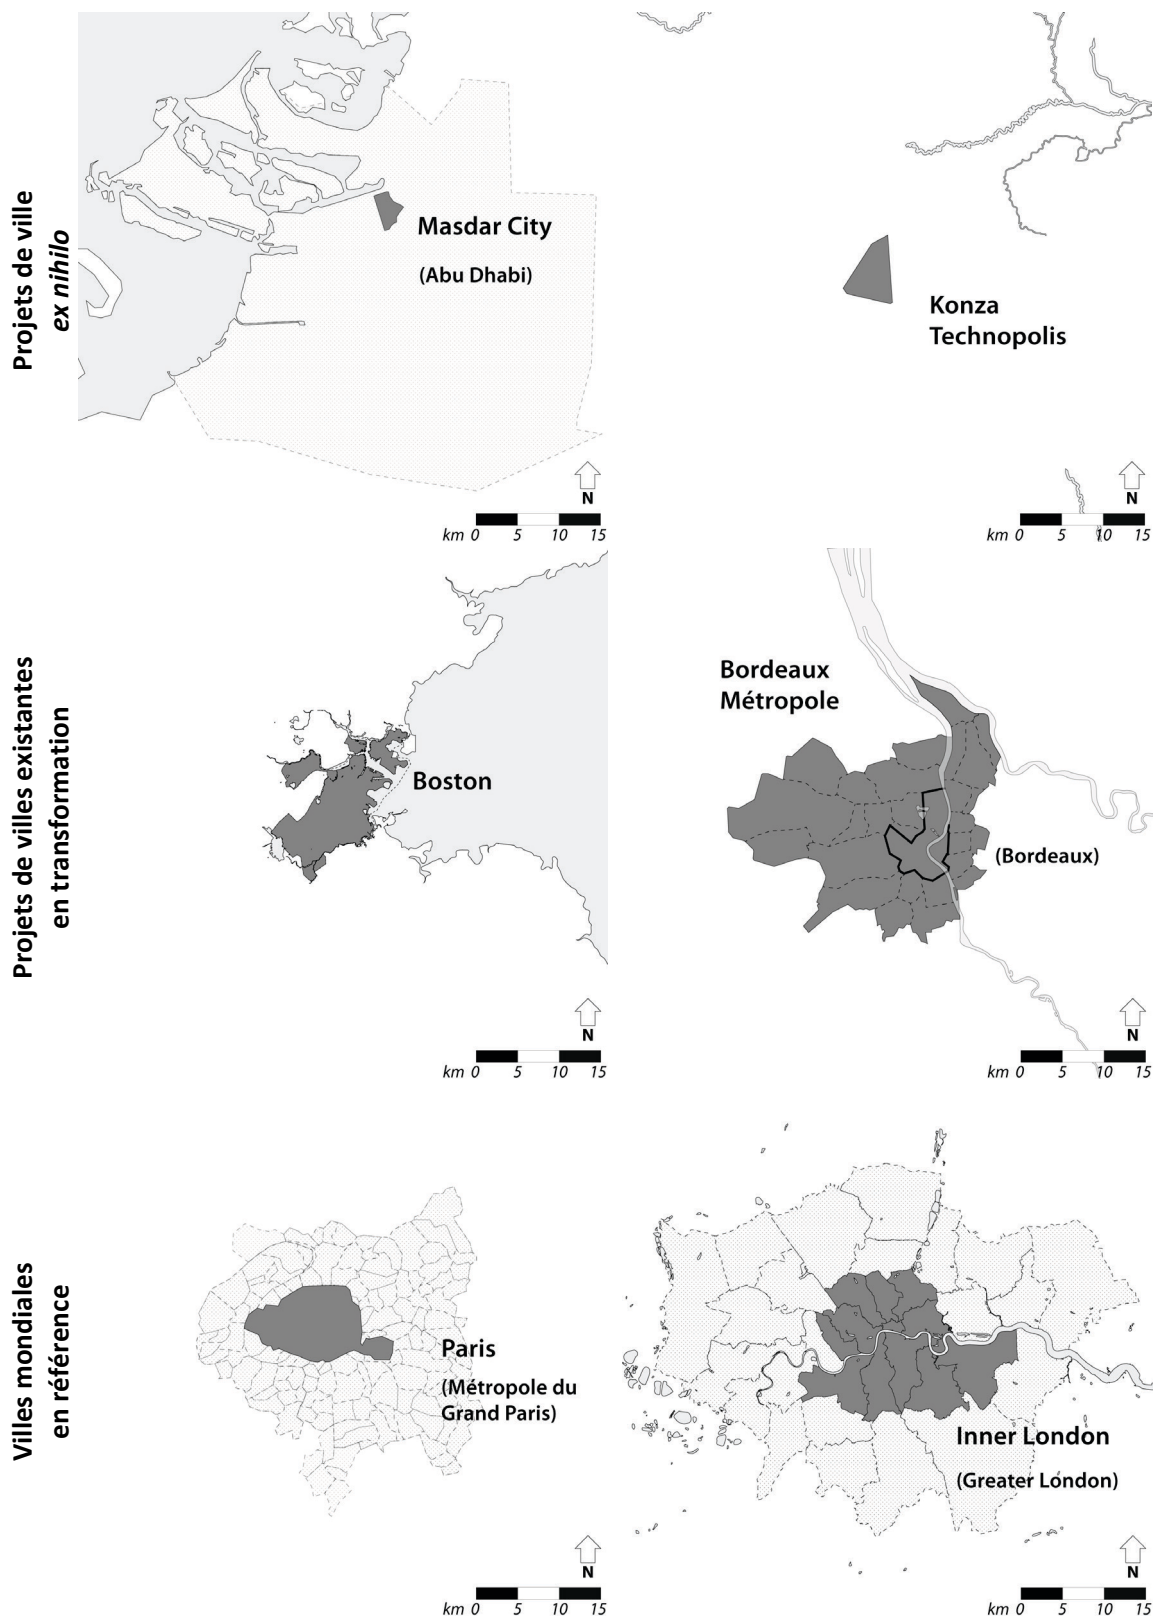 Projets de ville
ex nihilo
Masdar City
(Abu Dhabi)
N
km 0 5 10 15
Konza
Technopolis
N
km 0 5 10 15
Projets de villes existantes
en transformation
Boston
N
km 0 5 10 15
Bordeaux
Métropole
(Bordeaux)
N
km 0 5 10 15
Villes mondiales
en référence
Paris
(Métropole du
Grand Paris)
N
km 0 5 10 15
Inner London
(Greater London)
N
km 0 5 10 15